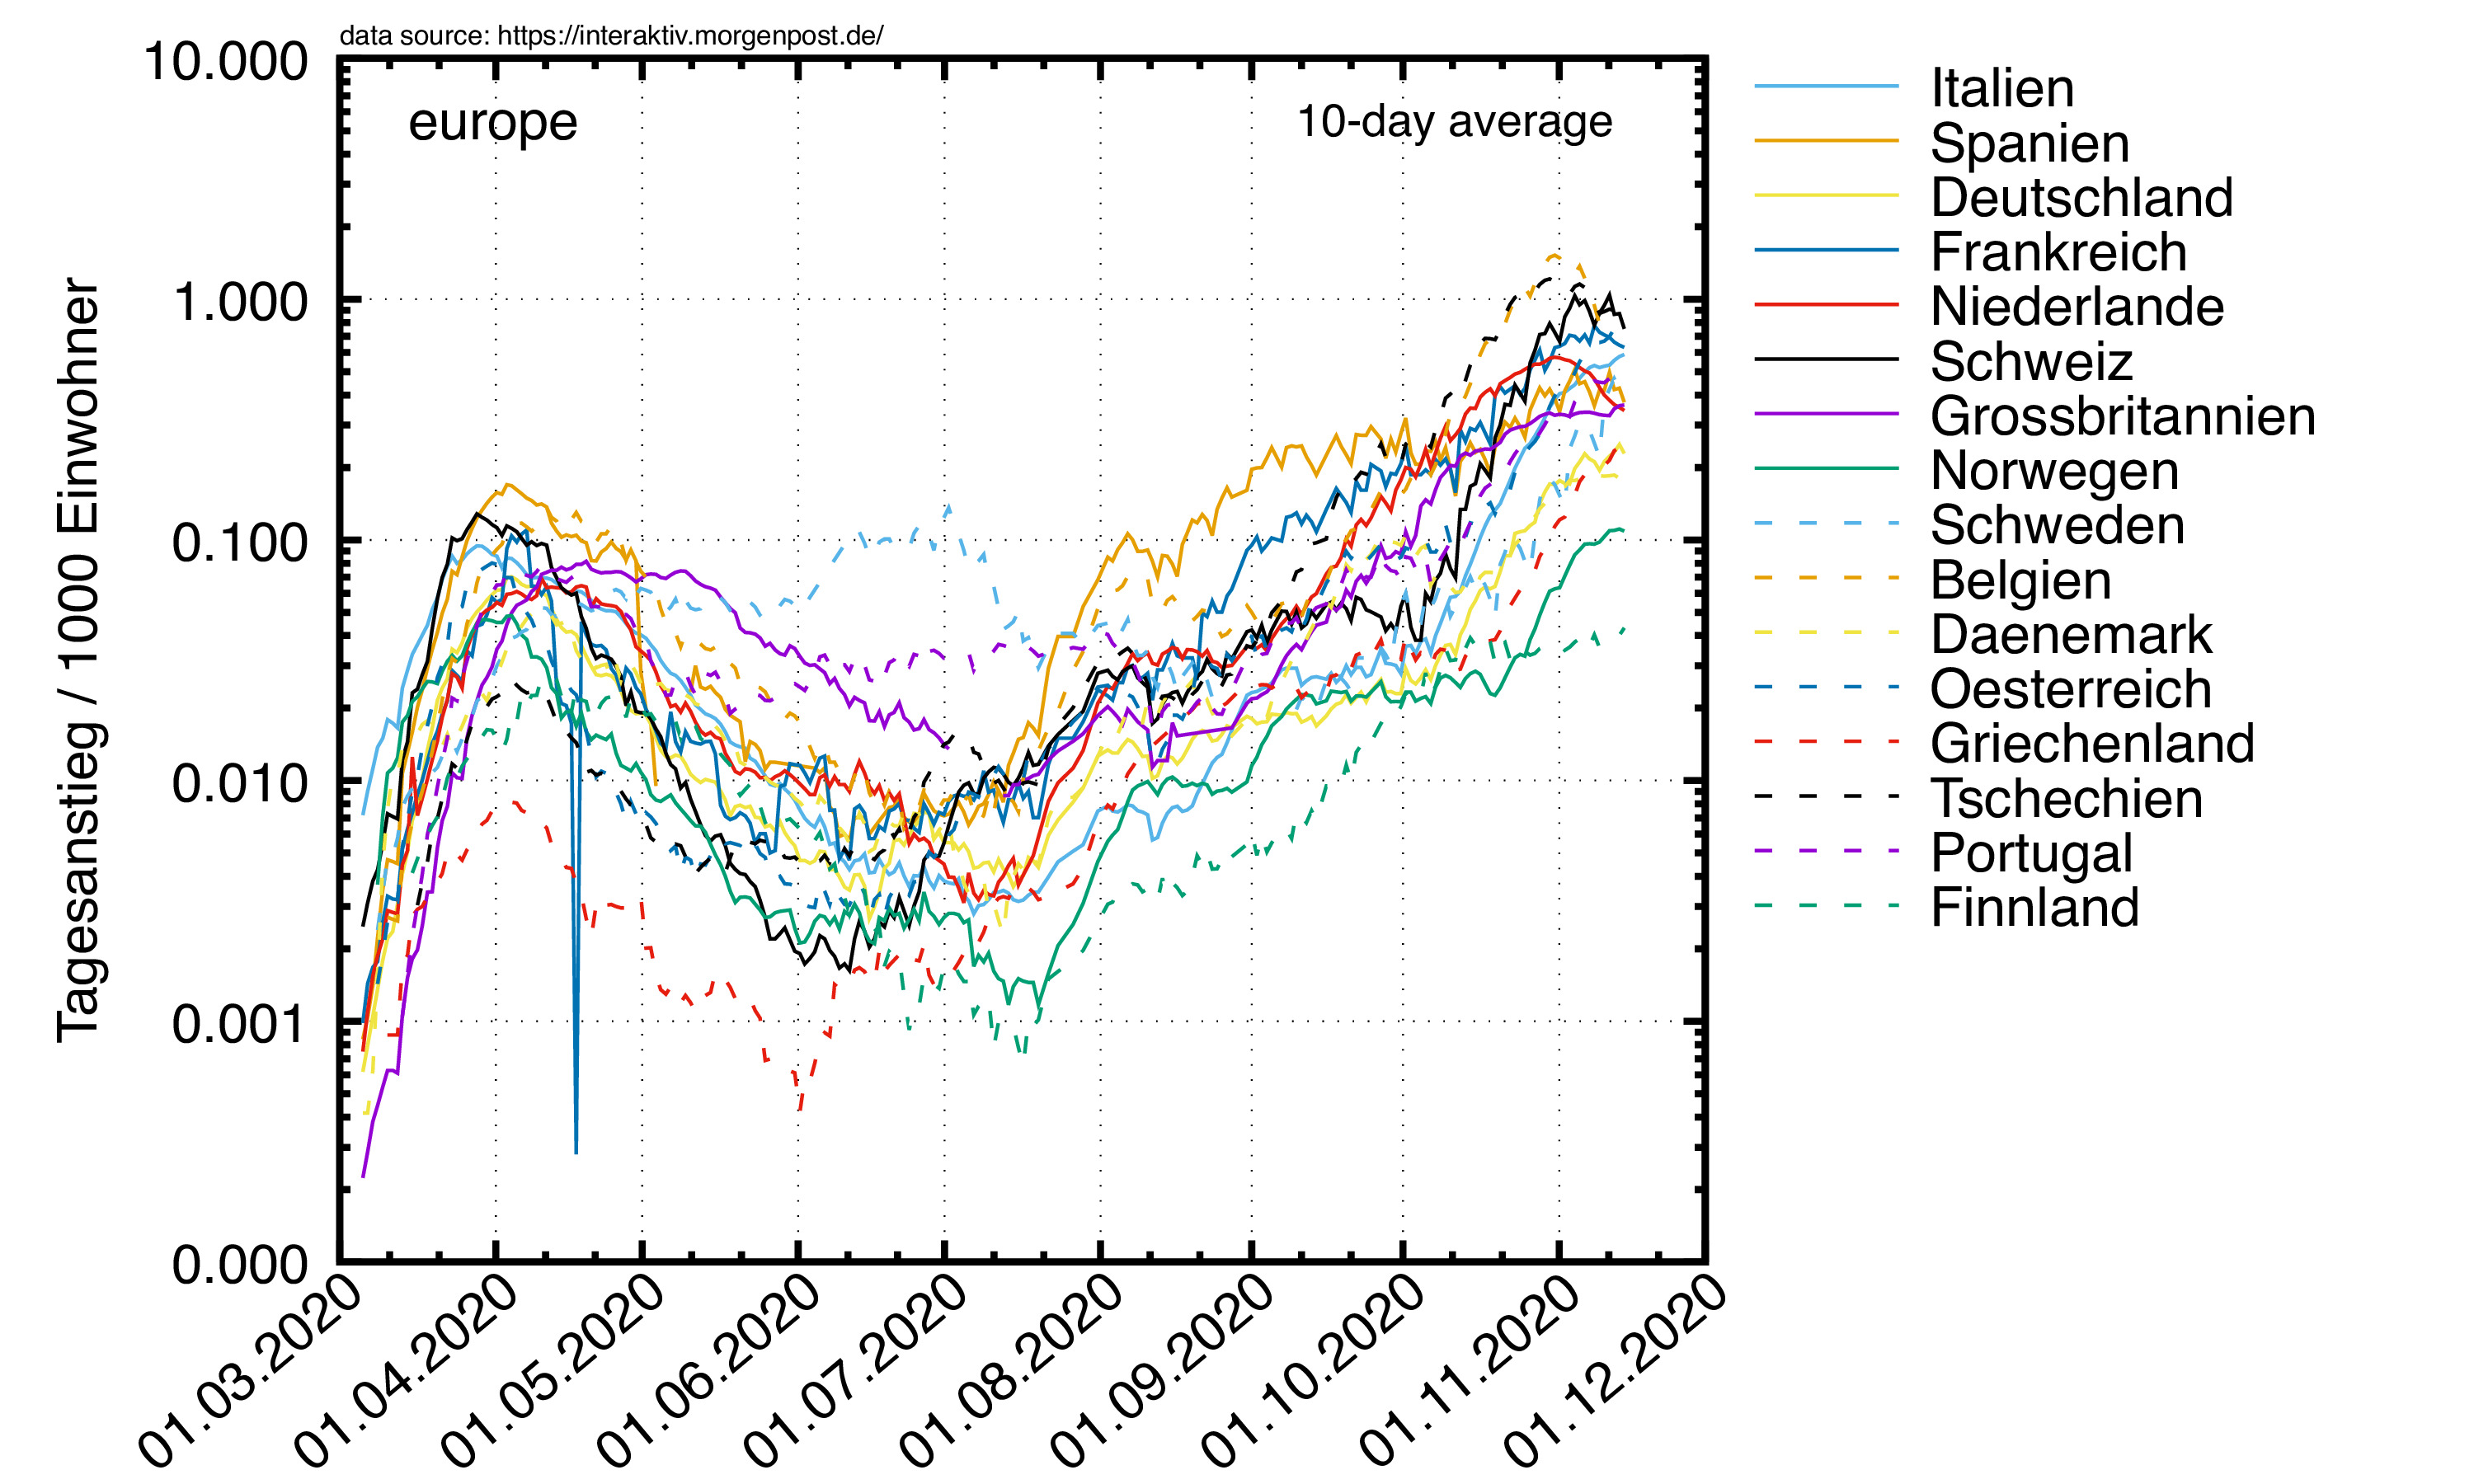 data source: https://interaktiv.morgenpost.de/
europe
10-day average
Tagesanstieg / 1000 Einwohner
10.000
1.000
0.100
0.010
0.001
0.000
01.03.2020
01.04.2020
01.05.2020
01.06.2020
01.07.2020
01.08.2020
01.09.2020
01.10.2020
01.11.2020
01.12.2020
Italien
Spanien
Deutschland
Frankreich
Niederlande
Schweiz
Grossbritannien
Norwegen
Schweden
Belgien
Daenemark
Oesterreich
Griechenland
Tschechien
Portugal
Finnland